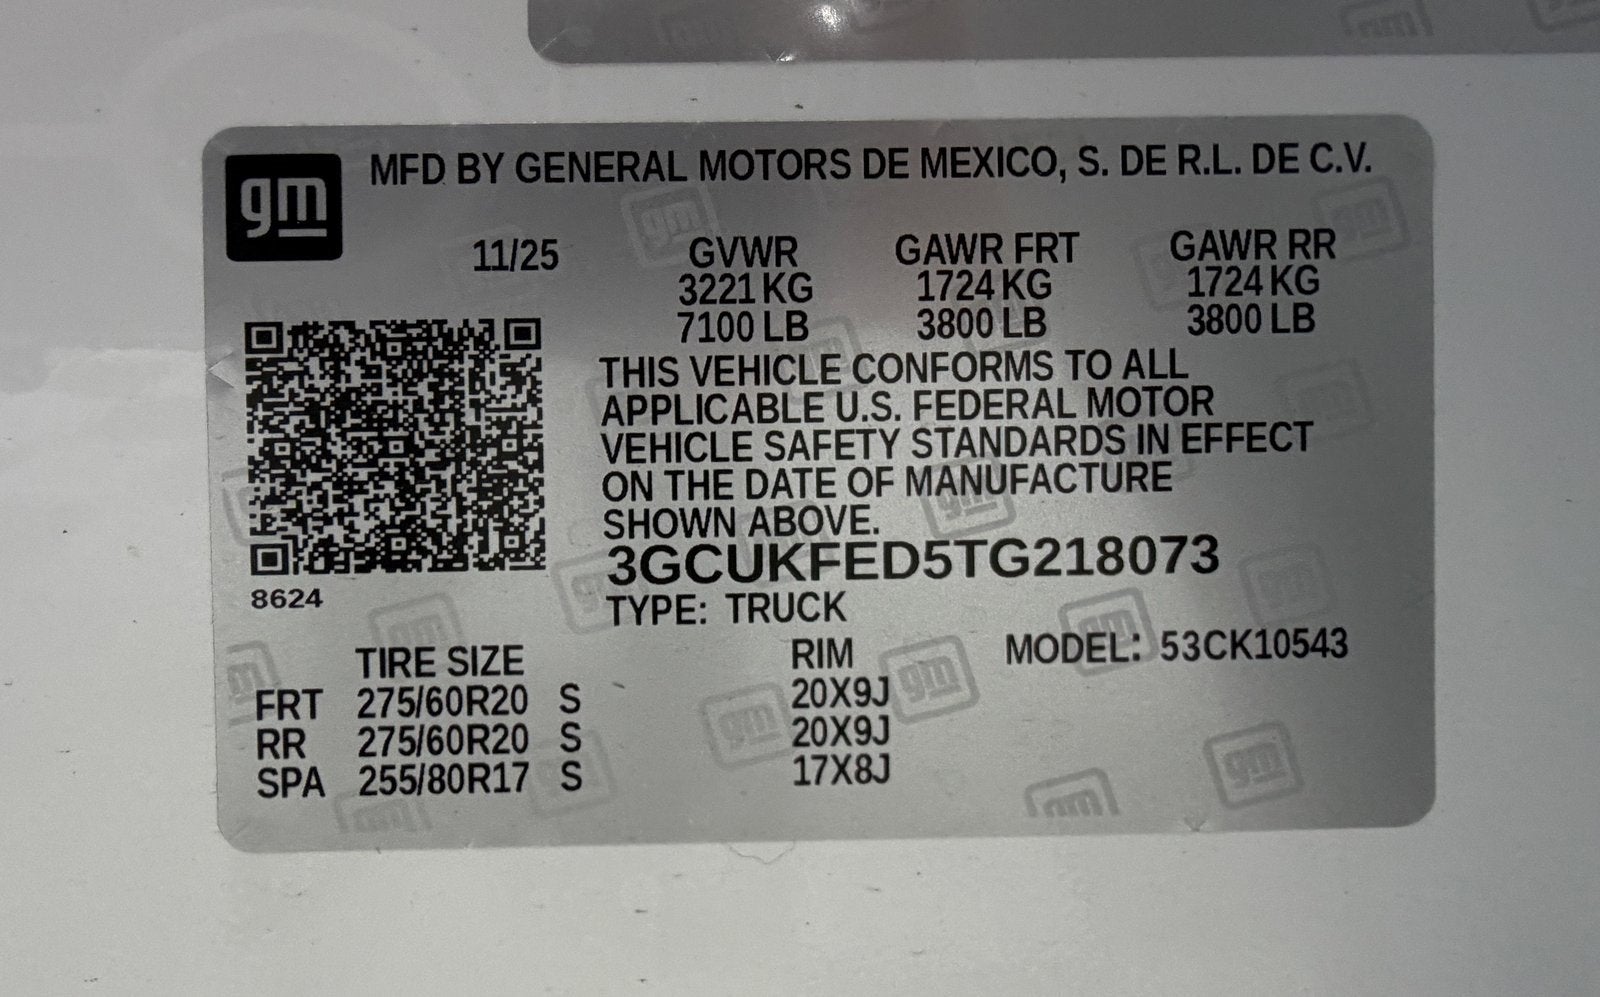 gm MFD BY GENERAL MOTORS DE MEXICO, S. DE R.L. DE C.V.
11/25 GVWR GAWR FRT GAWR RR
3221 KG 1724 KG 1724 KG
7100 LB 3800 LB 3800 LB
THIS VEHICLE CONFORMS TO ALL
APPLICABLE U.S. FEDERAL MOTOR
VEHICLE SAFETY STANDARDS IN EFFECT
ON THE DATE OF MANUFACTURE
SHOWN ABOVE.
3GCUKFED5TG218073
8624
TYPE: TRUCK
TIRE SIZE RIM MODEL: 53CK10543
FRT 275/60R20 S 20X9J
RR 275/60R20 S 20X9J
SPA 255/80R17 S 17X8J